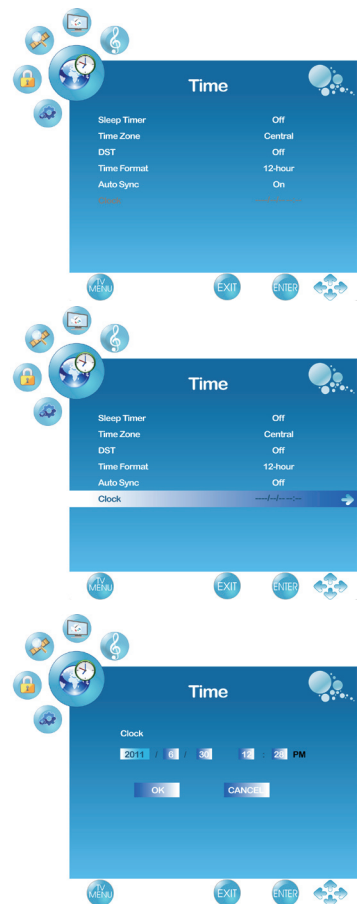 Time
Sleep Timer Off
Time Zone Central
DST Off
Time Format 12-hour
Auto Sync On
TV MENU EXIT ENTER
Time
Sleep Timer Off
Time Zone Central
DST Off
Time Format 12-hour
Auto Sync Off
Clock ----/--/-- --:--
TV MENU EXIT ENTER
Time
Clock
2011 / 6 / 30 12 : 26 PM
OK CANCEL
TV MENU EXIT ENTER